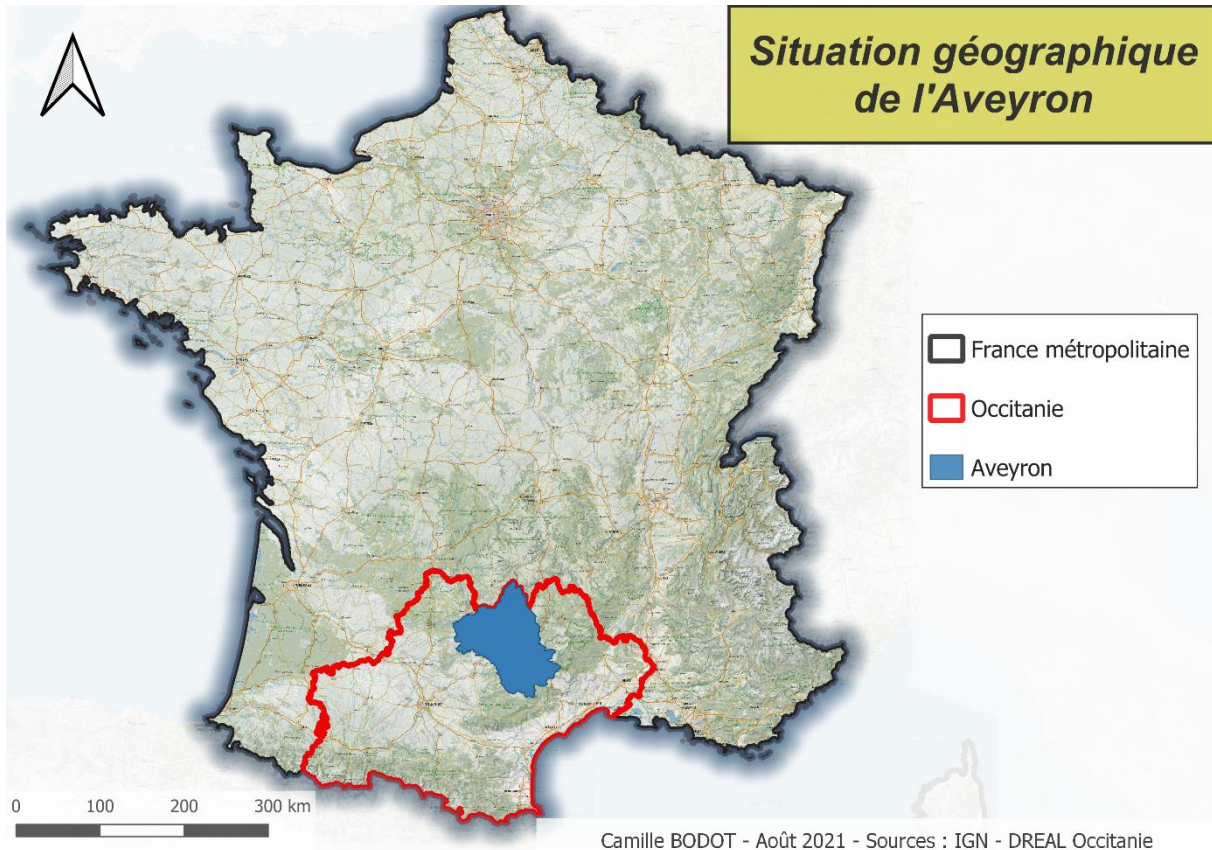 Situation géographique
de l'Aveyron
France métropolitaine
Occitanie
Aveyron
0 100 200 300 km
Camille BODOT - Août 2021 - Sources : IGN - DREAL Occitanie